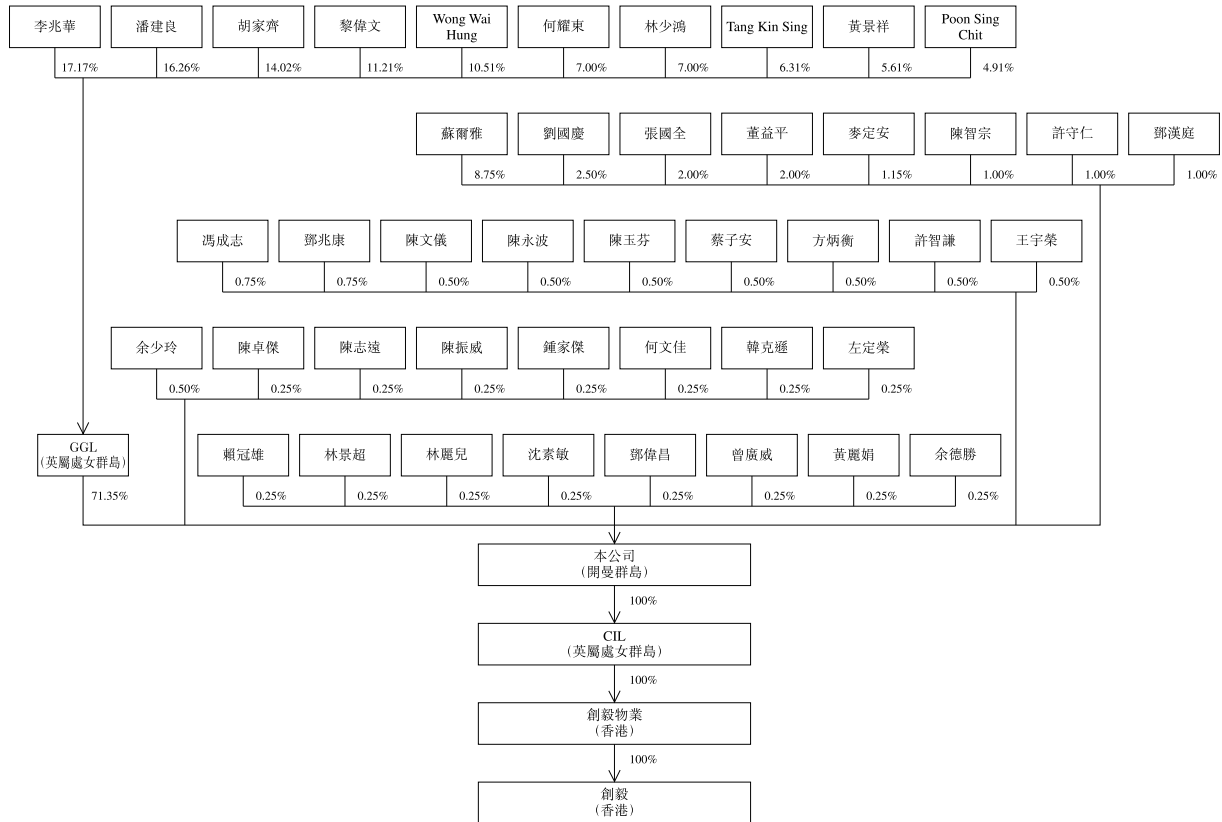 李兆華
潘建良
胡家齊
黎偉文
Wong Wai
Hung
何耀東
林少鴻
Tang Kin Sing
黃景祥
Poon Sing
Chit
17.17%
16.26%
14.02%
11.21%
10.51%
7.00%
7.00%
6.31%
5.61%
4.91%
蘇爾雅
劉國慶
張國全
董益平
麥定安
陳智宗
許守仁
鄧漢庭
8.75%
2.50%
2.00%
2.00%
1.15%
1.00%
1.00%
1.00%
馮成志
鄧兆康
陳文儀
陳永波
陳玉芬
蔡子安
方炳衡
許智謙
王宇榮
0.75%
0.75%
0.50%
0.50%
0.50%
0.50%
0.50%
0.50%
0.50%
余少玲
陳卓傑
陳志遠
陳振威
鍾家傑
何文佳
韓克遜
左定榮
0.50%
0.25%
0.25%
0.25%
0.25%
0.25%
0.25%
0.25%
GGL
(英屬處女群島)
71.35%
賴冠雄
林景超
林麗兒
沈素敏
鄧偉昌
曾廣威
黃麗娟
余德勝
0.25%
0.25%
0.25%
0.25%
0.25%
0.25%
0.25%
0.25%
本公司
(開曼群島)
100%
CIL
(英屬處女群島)
100%
創毅物業
(香港)
100%
創毅
(香港)